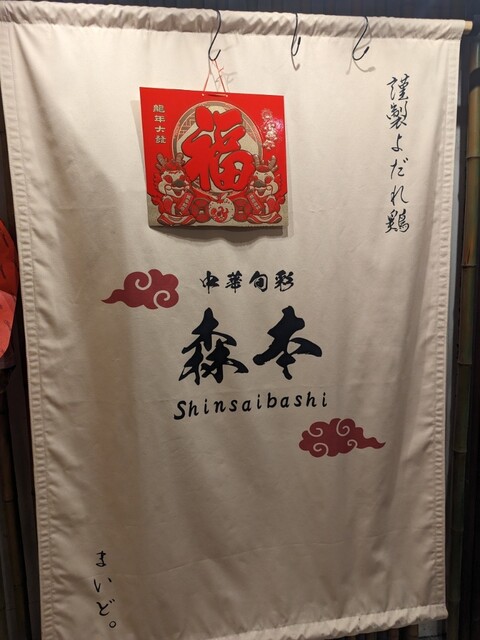 謹製よだれ鶏
龍年大發
福
中華旬彩
森本
Shinsaibashi
まいど。